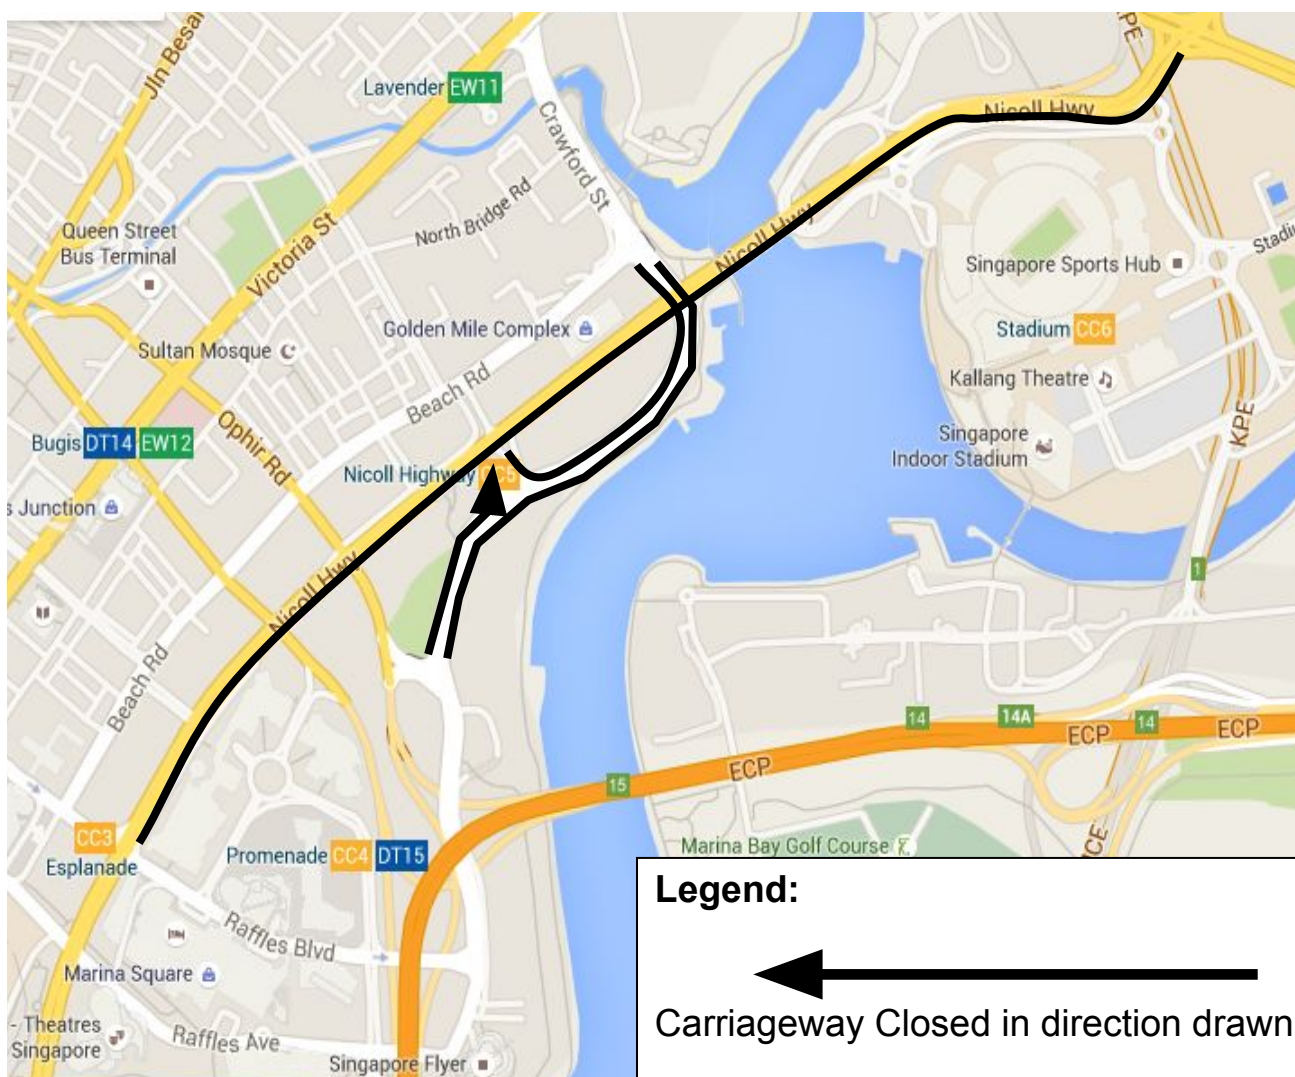 Jln Besar
KPE
Lavender EW11
Nicoll Hwy
Crawford St
North Bridge Rd
Queen Street
Bus Terminal
Victoria St
Nicoll Hwy
Singapore Sports Hub
Stadiu
Golden Mile Complex
Stadium CC6
Sultan Mosque
Beach Rd
Kallang Theatre
Ophir Rd
KPE
Bugis DT14 EW12
Singapore
Indoor Stadium
Nicoll Highway CC5
s Junction
Nicoll Hwy
1
Beach Rd
14
14A
14
ECP
ECP
ECP
15
CC3
Esplanade
Promenade CC4 DT15
Marina Bay Golf Course
Raffles Blvd
Marina Square
- Theatres
Singapore
Raffles Ave
Singapore Flyer
Legend:
Carriageway Closed in direction drawn